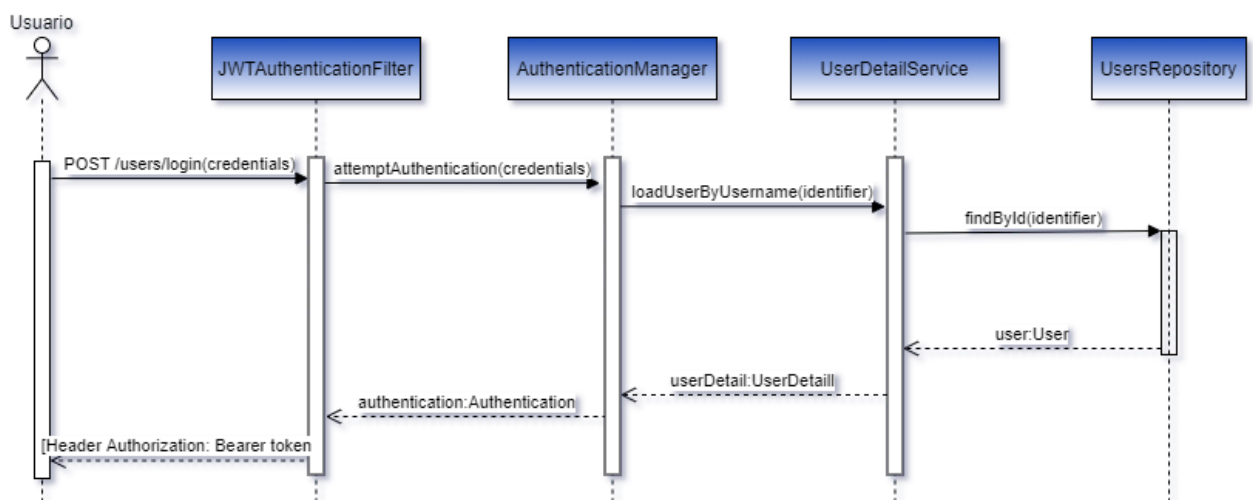 Usuario
JWTAuthenticationFilter
AuthenticationManager
UserDetailService
UsersRepository
POST /users/login(credentials)
attemptAuthentication(credentials)
loadUserByUsername(identifier)
findById(identifier)
user:User
userDetail:UserDetaill
authentication:Authentication
[Header Authorization: Bearer token